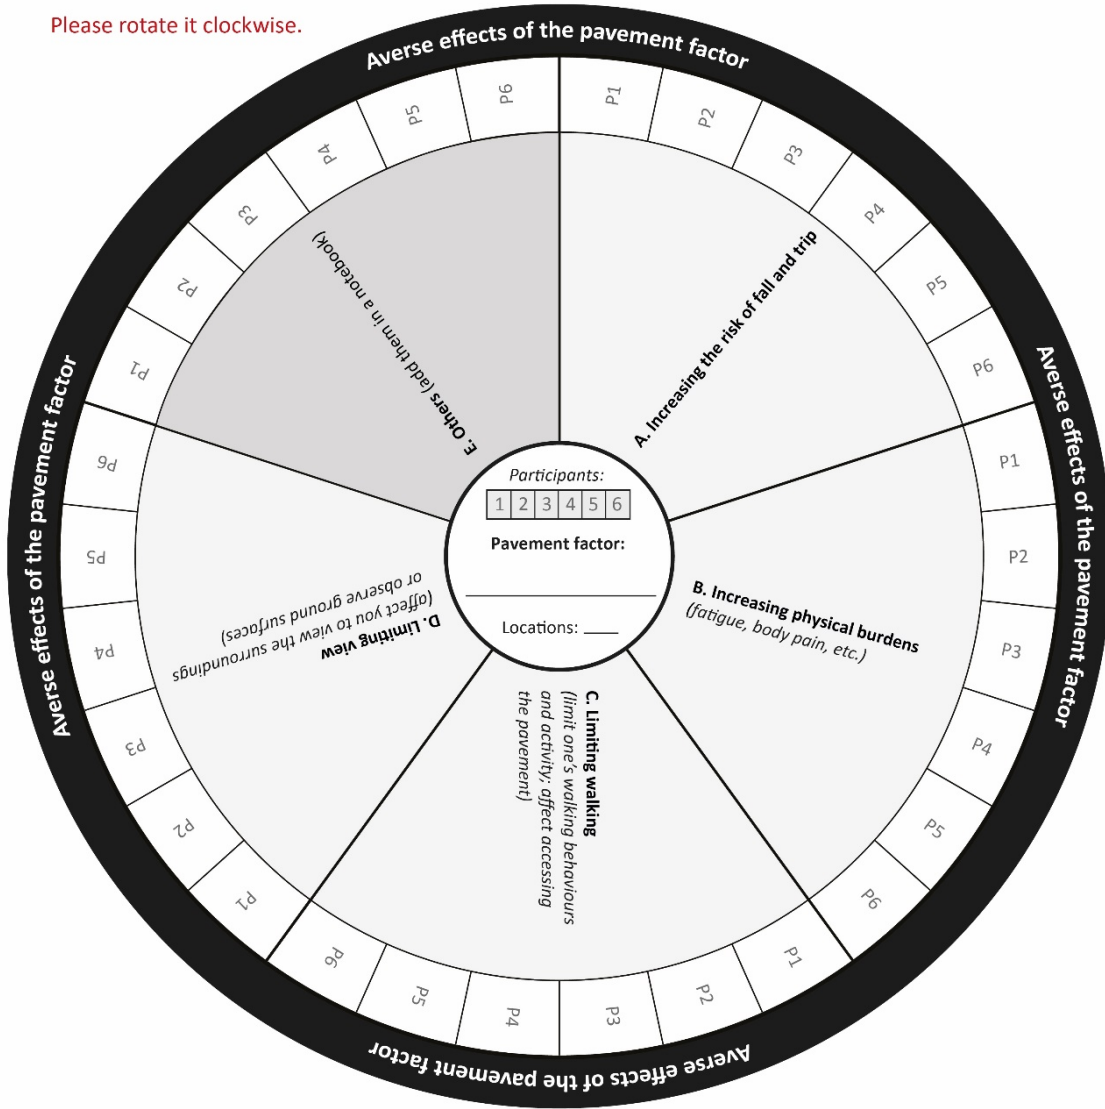 Please rotate it clockwise.
Averse effects of the pavement factor
P1
P2
P3
P4
P5
P6
A. Increasing the risk of fall and trip
Averse effects of the pavement factor
P1
P2
P3
P4
P5
P6
B. Increasing physical burdens
(fatigue, body pain, etc.)
Averse effects of the pavement factor
P1
P2
P3
P4
P5
P6
C. Limiting walking
(limit one's walking behaviours
and activity; affect accessing
the pavement)
Averse effects of the pavement factor
P1
P2
P3
P4
P5
P6
D. Limiting view
(affect you to view the surroundings
or observe ground surfaces)
P1
P2
P3
P4
P5
P6
E. Others (add them in a notebook)
Participants:
1 2 3 4 5 6
Pavement factor:
Locations: ____